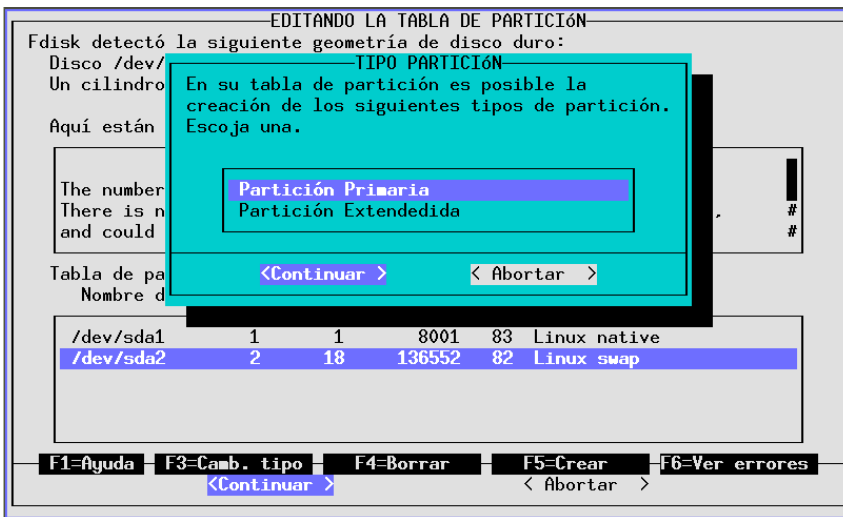 EDITANDO LA TABLA DE PARTICIóN
Fdisk detectó la siguiente geometría de disco duro:
Disco /dev/
Un cilindro
Aquí están
TIPO PARTICIóN
En su tabla de partición es posible la
creación de los siguientes tipos de partición.
Escoja una.
Partición Primaria
Partición Extendedida
<Continuar > < Abortar >
The number
There is n , #
and could #
Tabla de pa
Nombre d
/dev/sda1 1 1 8001 83 Linux native
/dev/sda2 2 18 136552 82 Linux swap
F1=Ayuda F3=Camb. tipo F4=Borrar F5=Crear F6=Ver errores
<Continuar > < Abortar >